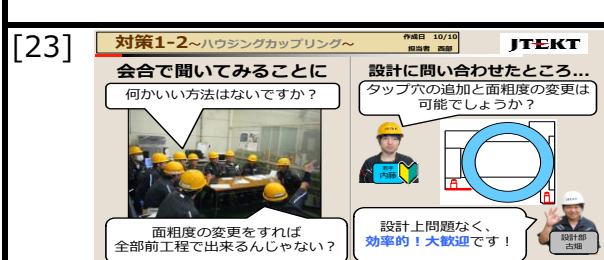 [23]
対策1-2~ハウジングカップリング~
作成日 10/10
担当者 西部
JTEKT
会合で聞いてみることに
何かいい方法はないですか？
面粗度の変更をすれば
全部前工程で出来るんじゃない？
設計に問い合わせたところ…
タップ穴の追加と面粗度の変更は
可能でしょうか？
若手
内藤
設計上問題なく、
効率的！大歓迎です！
設計部
古畑